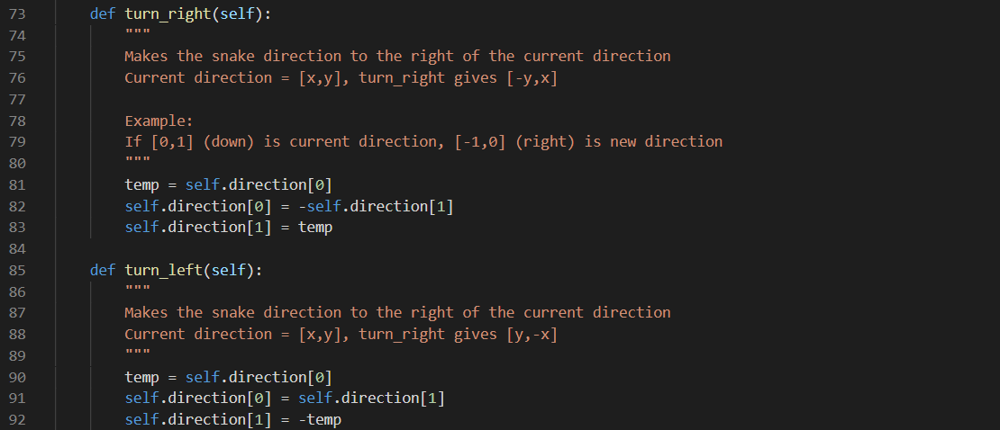 73 def turn_right(self):
74 """
75 Makes the snake direction to the right of the current direction
76 Current direction = [x,y], turn_right gives [-y,x]
77
78 Example:
79 If [0,1] (down) is current direction, [-1,0] (right) is new direction
80 """
81 temp = self.direction[0]
82 self.direction[0] = -self.direction[1]
83 self.direction[1] = temp
84
85 def turn_left(self):
86 """
87 Makes the snake direction to the right of the current direction
88 Current direction = [x,y], turn_right gives [y,-x]
89 """
90 temp = self.direction[0]
91 self.direction[0] = self.direction[1]
92 self.direction[1] = -temp